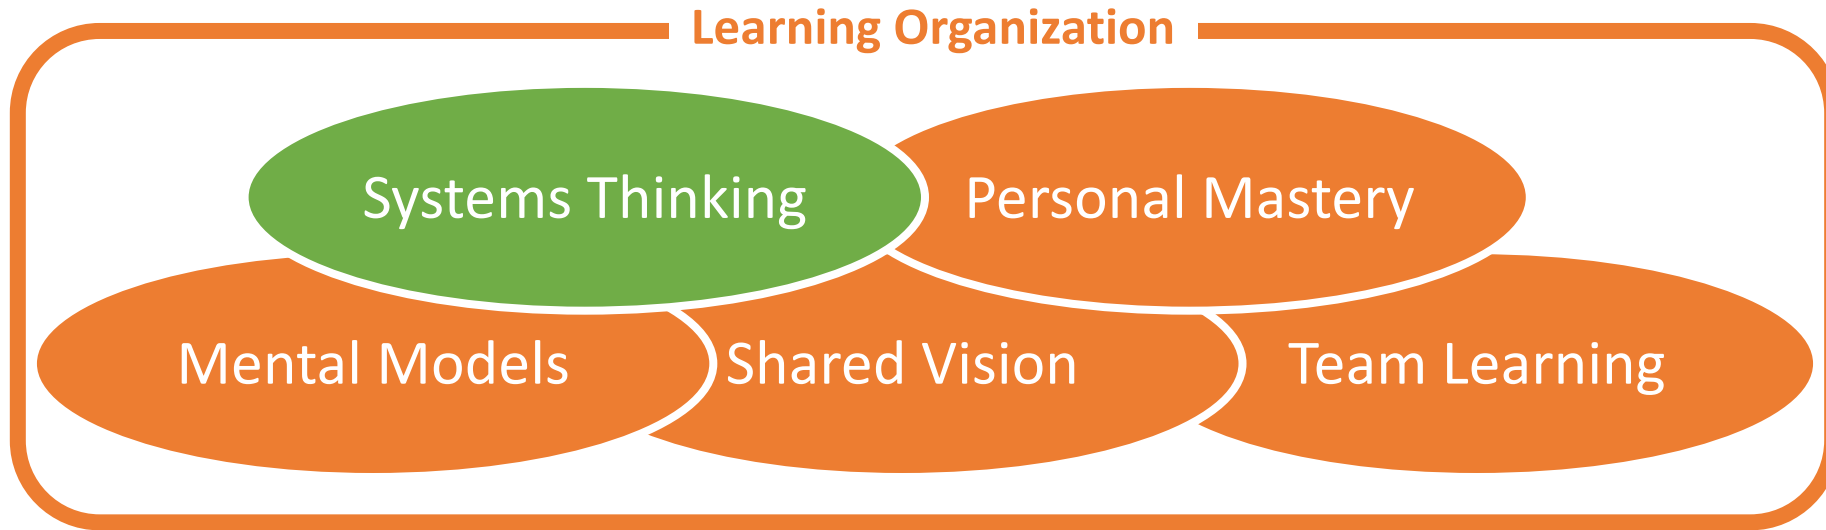 Learning Organization
Systems Thinking
Personal Mastery
Mental Models
Shared Vision
Team Learning